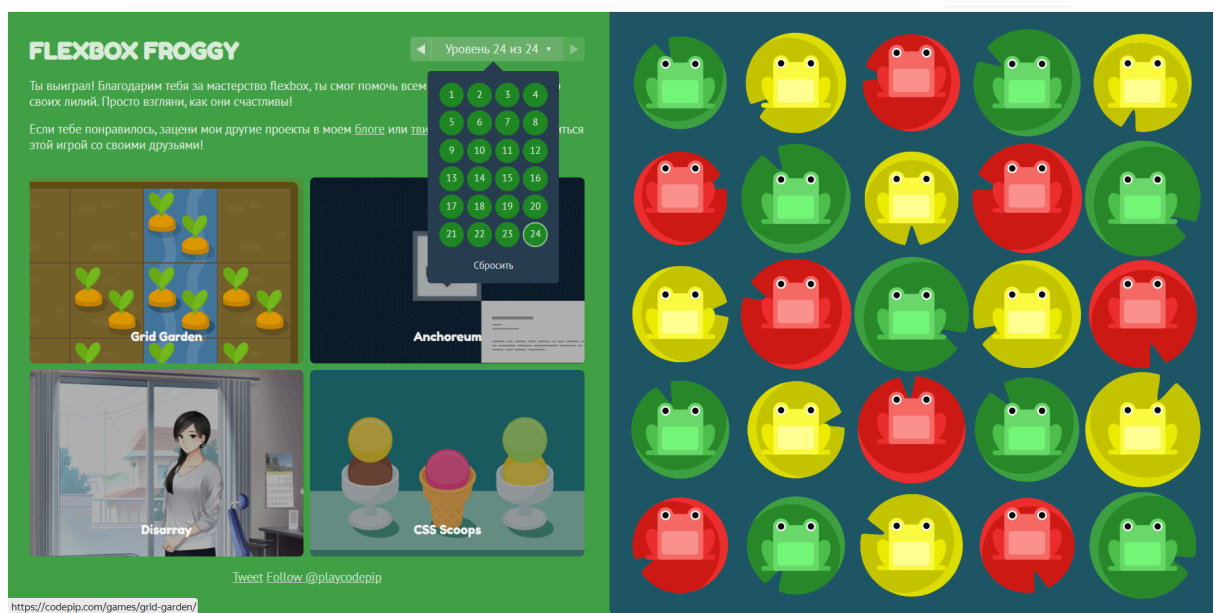 FLEXBOX FROGGY
◀ Уровень 24 из 24 ▾ ▶
Ты выиграл! Благодарим тебя за мастерство flexbox, ты смог помочь всем
своих лилий. Просто взгляни, как они счастливы!
Если тебе понравилось, зацени мои другие проекты в моем блоге или
этой игрой со своими друзьями!
1 2 3 4
5 6 7 8
9 10 11 12
13 14 15 16
17 18 19 20
21 22 23 24
Сбросить
Grid Garden
Anchoreum
Disarray
CSS Scoops
Tweet Follow @playcodepip
https://codepip.com/games/grid-garden/